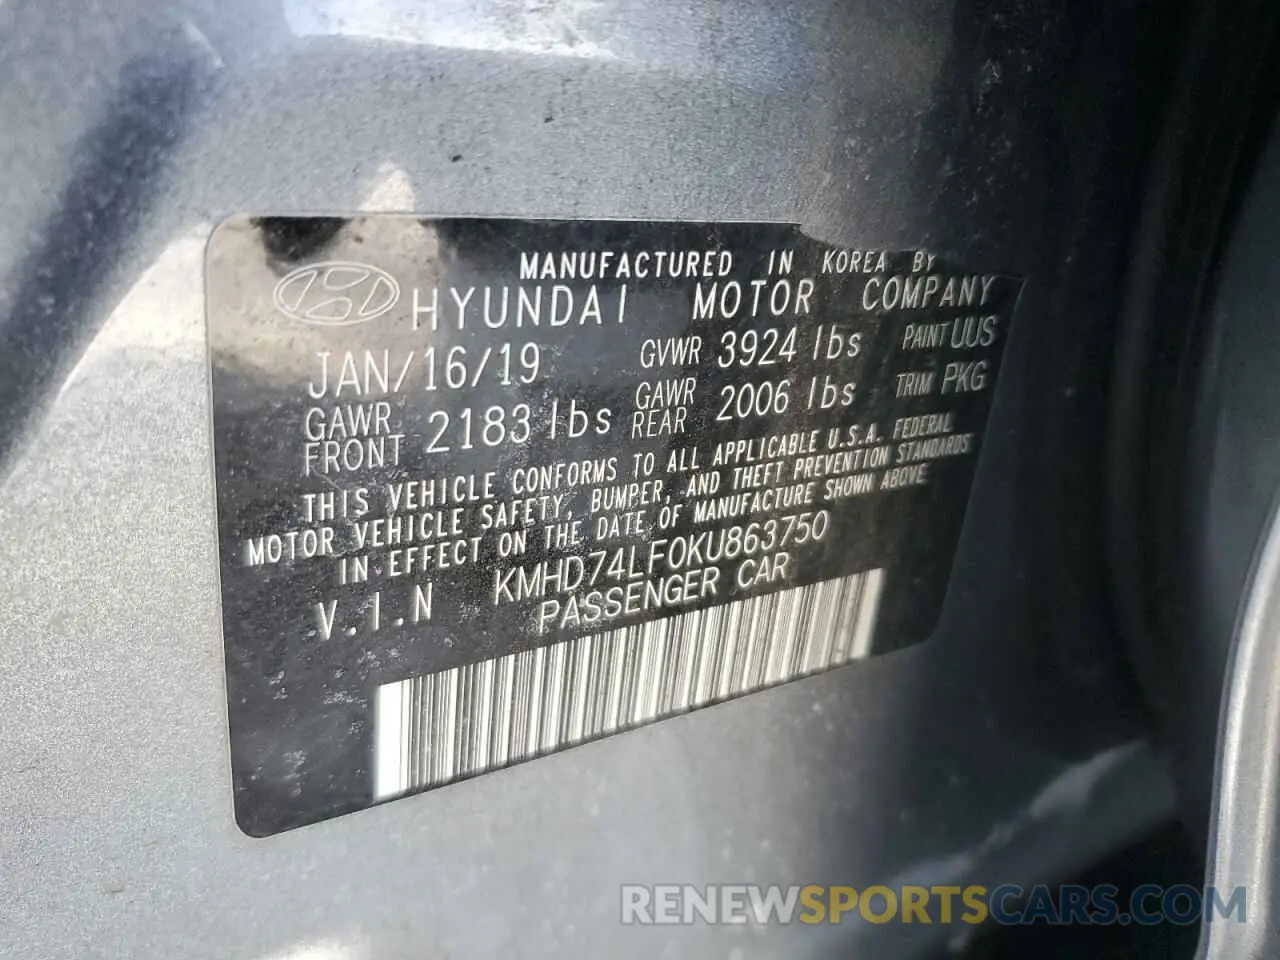 MANUFACTURED IN KOREA BY
HYUNDAI MOTOR COMPANY
JAN/16/19 GVWR 3924 lbs PAINT UUS
GAWR FRONT 2183 lbs GAWR REAR 2006 lbs TRIM PKG
THIS VEHICLE CONFORMS TO ALL APPLICABLE U.S.A. FEDERAL
MOTOR VEHICLE SAFETY, BUMPER, AND THEFT PREVENTION STANDARDS
IN EFFECT ON THE DATE OF MANUFACTURE SHOWN ABOVE
V.I.N KMHD74LF0KU863750
PASSENGER CAR
RENEWSPORTSCARS.COM